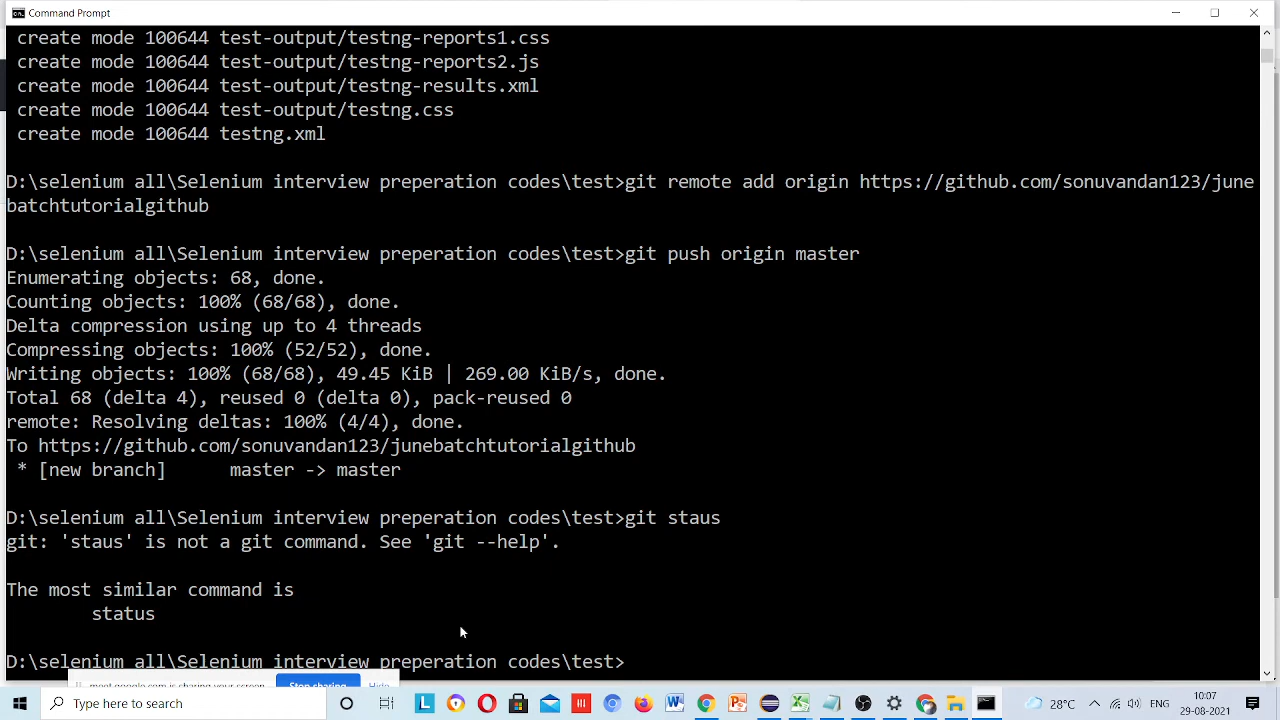 Command Prompt
create mode 100644 test-output/testng-reports1.css
create mode 100644 test-output/testng-reports2.js
create mode 100644 test-output/testng-results.xml
create mode 100644 test-output/testng.css
create mode 100644 testng.xml
D:\selenium all\Selenium interview preperation codes\test>git remote add origin https://github.com/sonuvandan123/june
batchtutorialgithub
D:\selenium all\Selenium interview preperation codes\test>git push origin master
Enumerating objects: 68, done.
Counting objects: 100% (68/68), done.
Delta compression using up to 4 threads
Compressing objects: 100% (52/52), done.
Writing objects: 100% (68/68), 49.45 KiB | 269.00 KiB/s, done.
Total 68 (delta 4), reused 0 (delta 0), pack-reused 0
remote: Resolving deltas: 100% (4/4), done.
To https://github.com/sonuvandan123/junebatchtutorialgithub
* [new branch] master -> master
D:\selenium all\Selenium interview preperation codes\test>git staus
git: 'staus' is not a git command. See 'git --help'.
The most similar command is
status
D:\selenium all\Selenium interview preperation codes\test>
meet.google.com is sharing your screen. Stop sharing Hide
Type here to search
28°C
ENG
10:07
29-08-2021